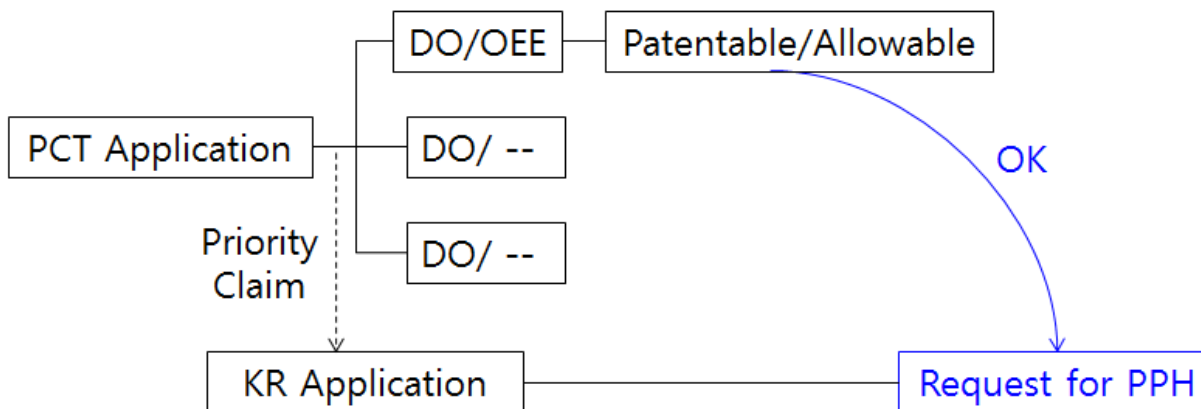 DO/OEE
Patentable/Allowable
PCT Application
DO/ --
OK
Priority
Claim
DO/ --
KR Application
Request for PPH